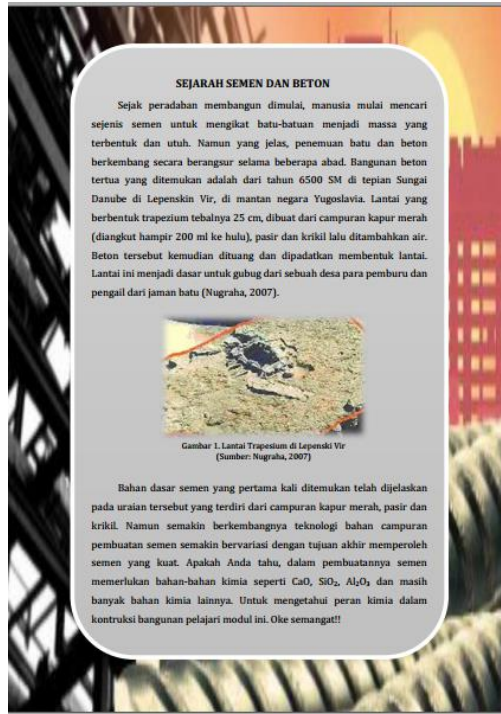 SEJARAH SEMEN DAN BETON
Sejak peradaban membangun dimulai, manusia mulai mencari
sejenis semen untuk mengikat batu-batuan menjadi massa yang
terbentuk dan utuh. Namun yang jelas, penemuan batu dan beton
berkembang secara berangsur selama beberapa abad. Bangunan beton
tertua yang ditemukan adalah dari tahun 6500 SM di tepian Sungai
Danube di Lepenskin Vir, di mantan negara Yugoslavia. Lantai yang
berbentuk trapezium tebalnya 25 cm, dibuat dari campuran kapur merah
(diangkut hampir 200 ml ke hulu), pasir dan krikil lalu ditambahkan air.
Beton tersebut kemudian dituang dan dipadatkan membentuk lantai.
Lantai ini menjadi dasar untuk gubug dari sebuah desa para pemburu dan
pengail dari jaman batu (Nugraha, 2007).
Gambar 1. Lantai Trapesium di Lepenski Vir
(Sumber: Nugraha, 2007)
Bahan dasar semen yang pertama kali ditemukan telah dijelaskan
pada uraian tersebut yang terdiri dari campuran kapur merah, pasir dan
krikil. Namun semakin berkembangnya teknologi bahan campuran
pembuatan semen semakin bervariasi dengan tujuan akhir memperoleh
semen yang kuat. Apakah Anda tahu, dalam pembuatannya semen
memerlukan bahan-bahan kimia seperti CaO, SiO₂, Al₂O₃ dan masih
banyak bahan kimia lainnya. Untuk mengetahui peran kimia dalam
kontruksi bangunan pelajari modul ini. Oke semangat!!